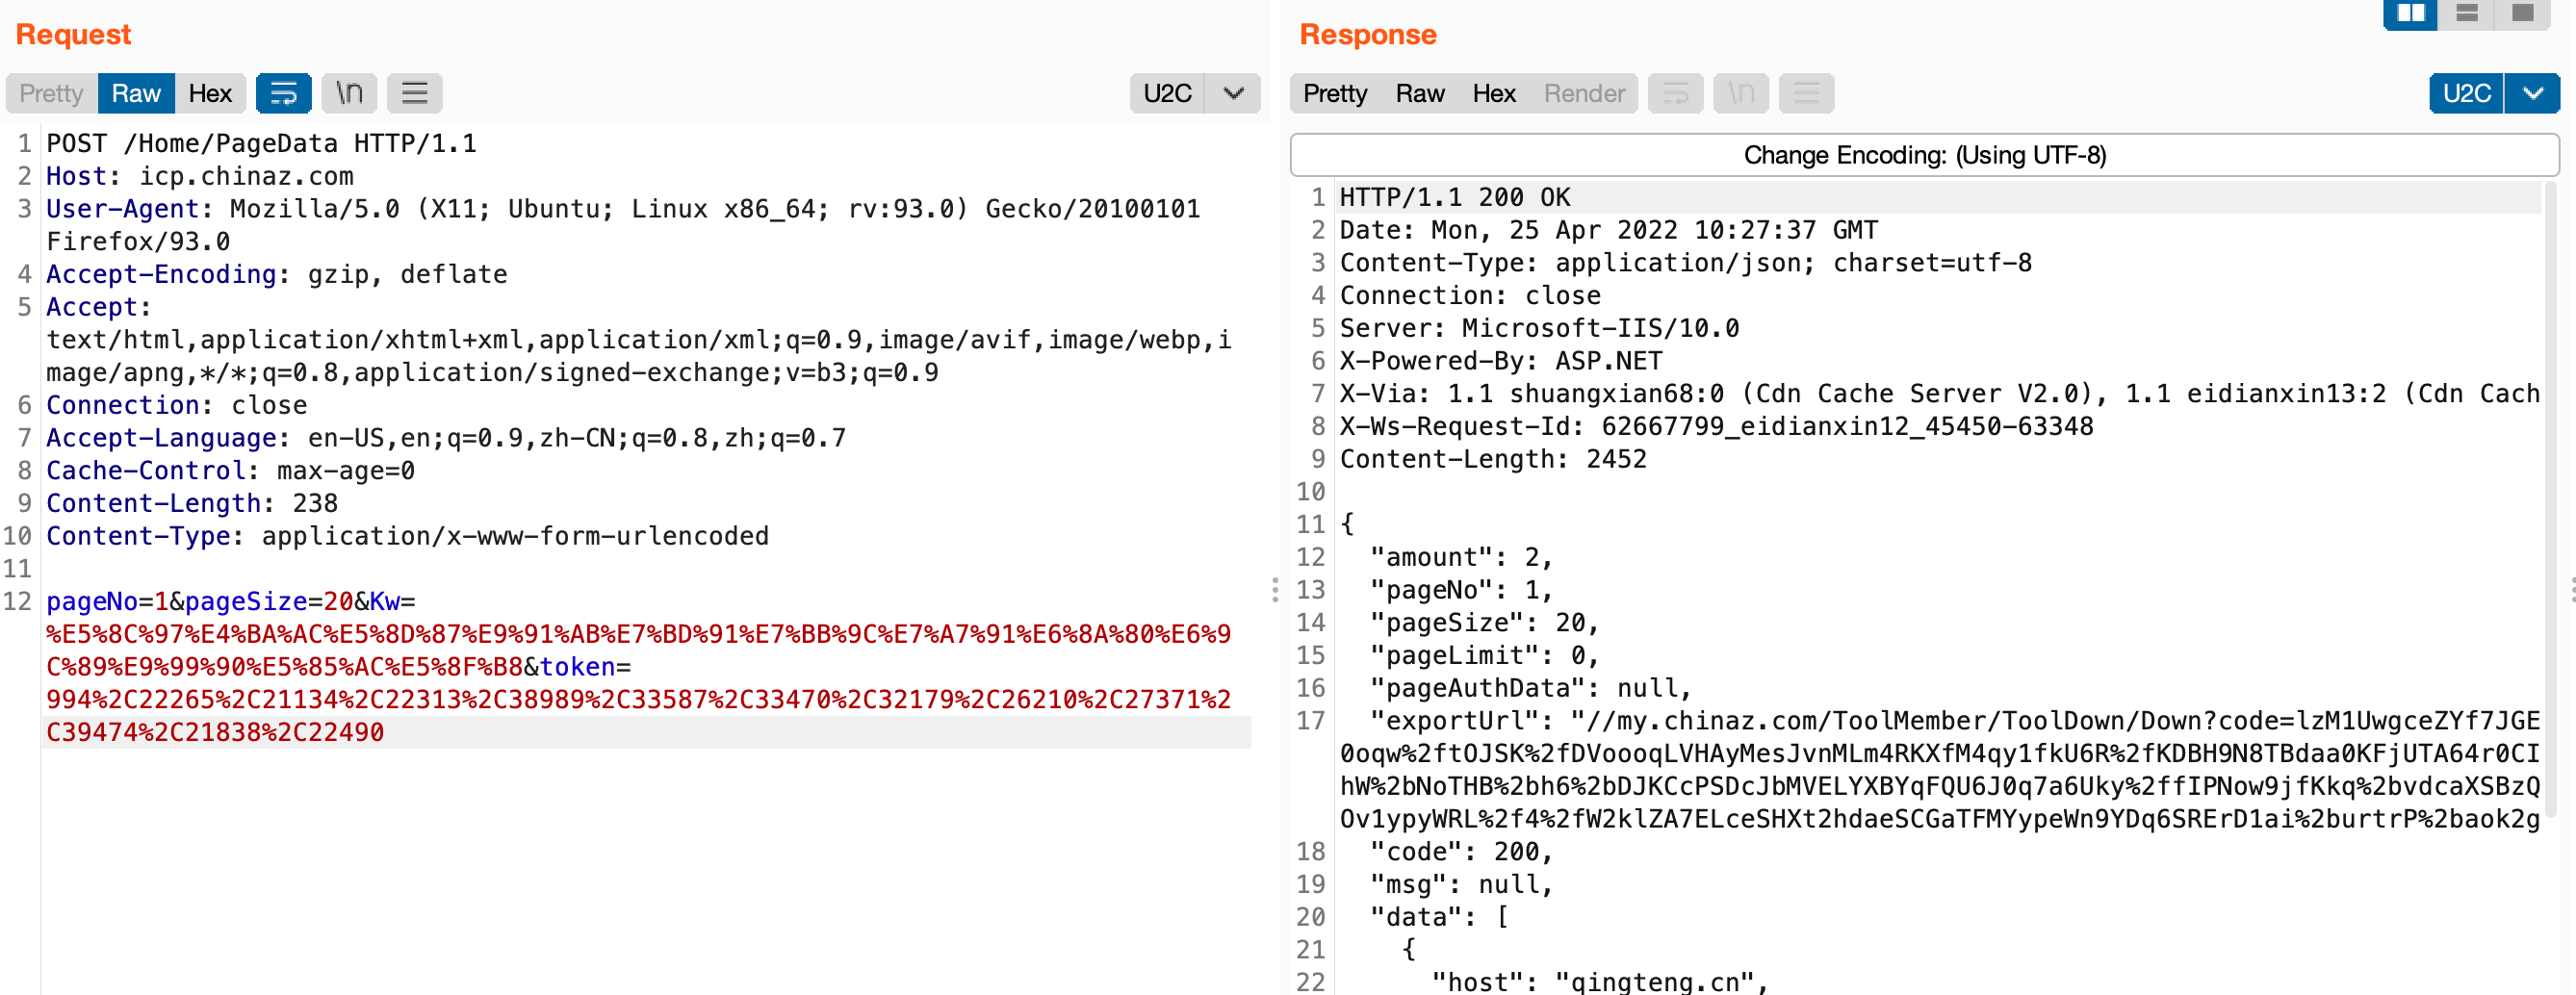 Request
Pretty Raw Hex \n U2C
1 POST /Home/PageData HTTP/1.1
2 Host: icp.chinaz.com
3 User-Agent: Mozilla/5.0 (X11; Ubuntu; Linux x86_64; rv:93.0) Gecko/20100101
Firefox/93.0
4 Accept-Encoding: gzip, deflate
5 Accept:
text/html,application/xhtml+xml,application/xml;q=0.9,image/avif,image/webp,i
mage/apng,*/*;q=0.8,application/signed-exchange;v=b3;q=0.9
6 Connection: close
7 Accept-Language: en-US,en;q=0.9,zh-CN;q=0.8,zh;q=0.7
8 Cache-Control: max-age=0
9 Content-Length: 238
10 Content-Type: application/x-www-form-urlencoded
11
12 pageNo=1&pageSize=20&Kw=
%E5%8C%97%E4%BA%AC%E5%8D%87%E9%91%AB%E7%BD%91%E7%BB%9C%E7%A7%91%E6%8A%80%E6%9
C%89%E9%99%90%E5%85%AC%E5%8F%B8&token=
994%2C22265%2C21134%2C22313%2C38989%2C33587%2C33470%2C32179%2C26210%2C27371%2
C39474%2C21838%2C22490
Response
Pretty Raw Hex Render \n U2C
Change Encoding: (Using UTF-8)
1 HTTP/1.1 200 OK
2 Date: Mon, 25 Apr 2022 10:27:37 GMT
3 Content-Type: application/json; charset=utf-8
4 Connection: close
5 Server: Microsoft-IIS/10.0
6 X-Powered-By: ASP.NET
7 X-Via: 1.1 shuangxian68:0 (Cdn Cache Server V2.0), 1.1 eidianxin13:2 (Cdn Cach
8 X-Ws-Request-Id: 62667799_eidianxin12_45450-63348
9 Content-Length: 2452
10
11 {
12 "amount": 2,
13 "pageNo": 1,
14 "pageSize": 20,
15 "pageLimit": 0,
16 "pageAuthData": null,
17 "exportUrl": "//my.chinaz.com/ToolMember/ToolDown/Down?code=lzM1UwgceZYf7JGE
0oqw%2ftOJSK%2fDVoooqLVHAyMesJvnMLm4RKXfM4qy1fkU6R%2fKDBH9N8TBdaa0KFjUTA64r0CI
hW%2bNoTHB%2bh6%2bDJKCcPSDcJbMVELYXBYqFQU6J0q7a6Uky%2ffIPNow9jfKkq%2bvdcaXSBzQ
Ov1ypyWRL%2f4%2fW2klZA7ELceSHXt2hdaeSCGaTFMYypeWn9YDq6SRErD1ai%2burtrP%2baok2g
18 "code": 200,
19 "msg": null,
20 "data": [
21 {
22 "host": "qingteng.cn",